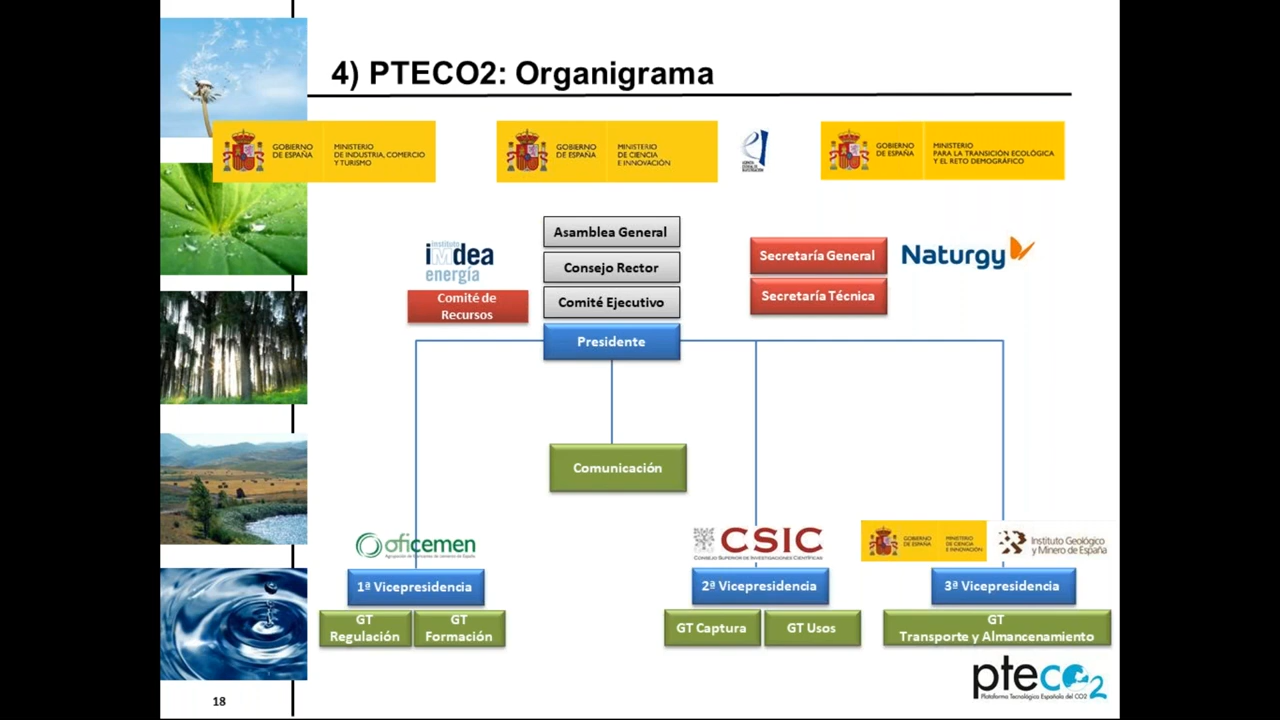 4) PTECO2: Organigrama
GOBIERNO
DE ESPAÑA
MINISTERIO
DE INDUSTRIA, COMERCIO
Y TURISMO
GOBIERNO
DE ESPAÑA
MINISTERIO
DE CIENCIA
E INNOVACIÓN
GOBIERNO
DE ESPAÑA
MINISTERIO
PARA LA TRANSICIÓN ECOLÓGICA
Y EL RETO DEMOGRÁFICO
instituto
iMdea
energía
Comité de
Recursos
Asamblea General
Consejo Rector
Comité Ejecutivo
Presidente
Secretaría General
Secretaría Técnica
Naturgy
Comunicación
oficemen
CSIC
CONSEJO SUPERIOR DE INVESTIGACIONES CIENTÍFICAS
GOBIERNO
DE ESPAÑA
MINISTERIO
DE CIENCIA
E INNOVACIÓN
Instituto Geológico
y Minero de España
1ª Vicepresidencia
GT
Regulación
GT
Formación
2ª Vicepresidencia
GT Captura
GT Usos
3ª Vicepresidencia
GT
Transporte y Almancenamiento
pteco2
Plataforma Tecnológica Española del CO2
18